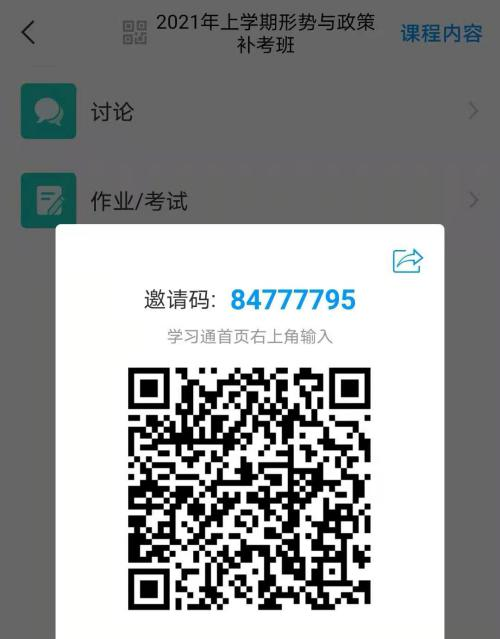 2021年上学期形势与政策
补考班
课程内容
讨论
作业/考试
邀请码: 84777795
学习通首页右上角输入